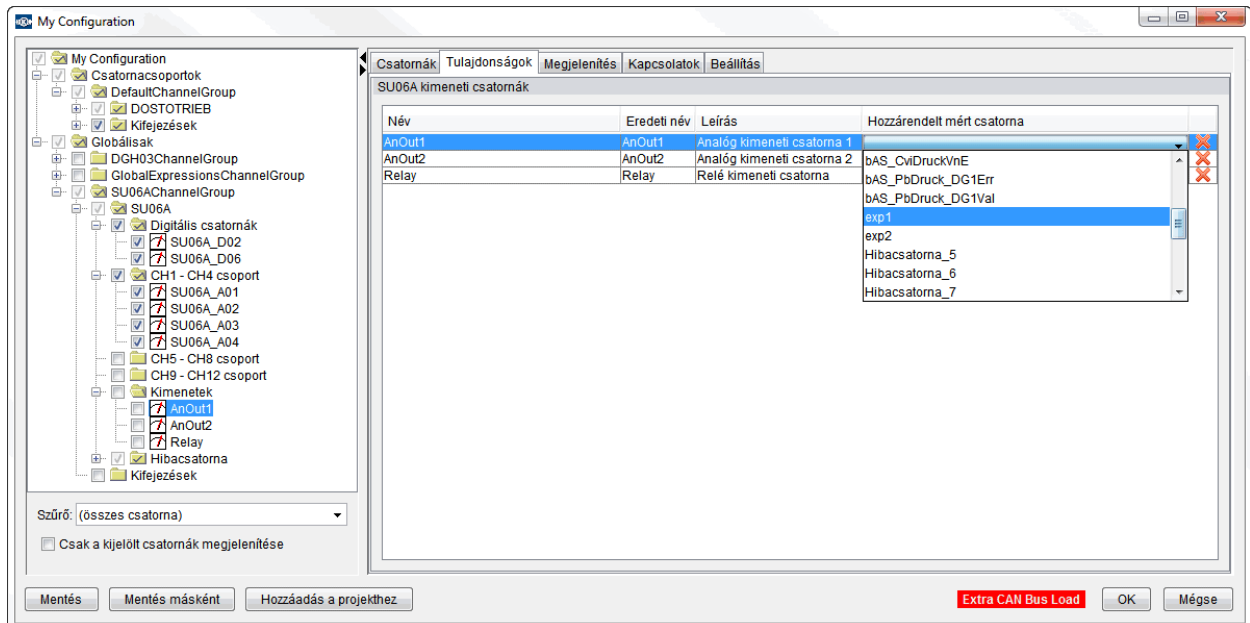 My Configuration
My Configuration
Csatornacsoportok
DefaultChannelGroup
DOSTOTRIEB
Kifejezések
Globálisak
DGH03ChannelGroup
GlobalExpressionsChannelGroup
SU06AChannelGroup
SU06A
Digitális csatornák
SU06A_D02
SU06A_D06
CH1 - CH4 csoport
SU06A_A01
SU06A_A02
SU06A_A03
SU06A_A04
CH5 - CH8 csoport
CH9 - CH12 csoport
Kimenetek
AnOut1
AnOut2
Relay
Hibacsatorna
Kifejezések
Szűrő: (összes csatorna)
Csak a kijelölt csatornák megjelenítése
Csatornák Tulajdonságok Megjelenítés Kapcsolatok Beállítás
SU06A kimeneti csatornák
Név Eredeti név Leírás Hozzárendelt mért csatorna
AnOut1 AnOut1 Analóg kimeneti csatorna 1
AnOut2 AnOut2 Analóg kimeneti csatorna 2
Relay Relay Relé kimeneti csatorna
bAS_CviDruckVnE
bAS_PbDruck_DG1Err
bAS_PbDruck_DG1Val
exp1
exp2
Hibacsatorna_5
Hibacsatorna_6
Hibacsatorna_7
Mentés Mentés másként Hozzáadás a projekthez Extra CAN Bus Load OK Mégse